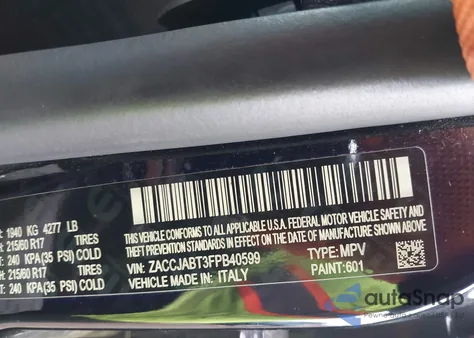 : 1940 KG 4277 LB
H: 215/60 R17 TIRES
T: 240 KPA(35 PSI) COLD
H: 215/60 R17 TIRES
T: 240 KPA(35 PSI) COLD
THIS VEHICLE CONFORMS TO ALL APPLICABLE U.S.A. FEDERAL MOTOR
VEHICLE SAFETY, BUMPER, AND THEFT PREVENTION STANDARDS
IN EFFECT ON THE DATE OF MANUFACTURE SHOWN ABOVE.
VIN: ZACCJABT3FPB40599 TYPE: MPV
VEHICLE MADE IN: ITALY PAINT: 601
autoSnap